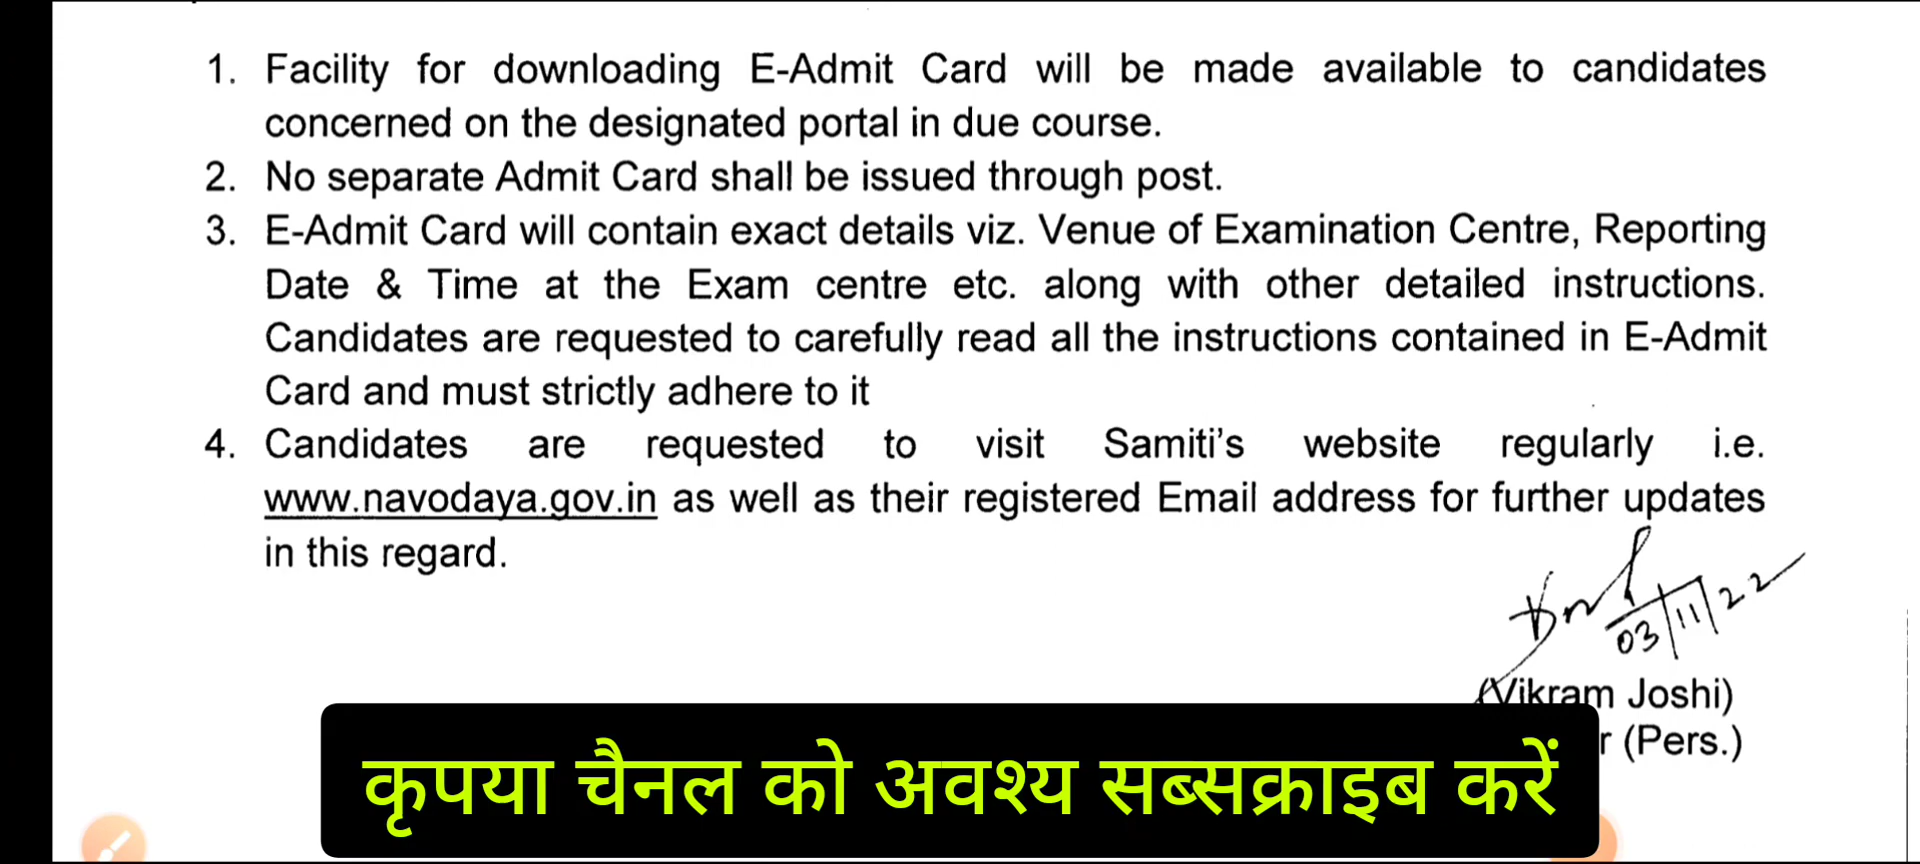 1. Facility for downloading E-Admit Card will be made available to candidates
concerned on the designated portal in due course.
2. No separate Admit Card shall be issued through post.
3. E-Admit Card will contain exact details viz. Venue of Examination Centre, Reporting
Date & Time at the Exam centre etc. along with other detailed instructions.
Candidates are requested to carefully read all the instructions contained in E-Admit
Card and must strictly adhere to it
4. Candidates are requested to visit Samiti's website regularly i.e.
www.navodaya.gov.in as well as their registered Email address for further updates
in this regard.
03/11/22
(Vikram Joshi)
r (Pers.)
कृपया चैनल को अवश्य सब्सक्राइब करें